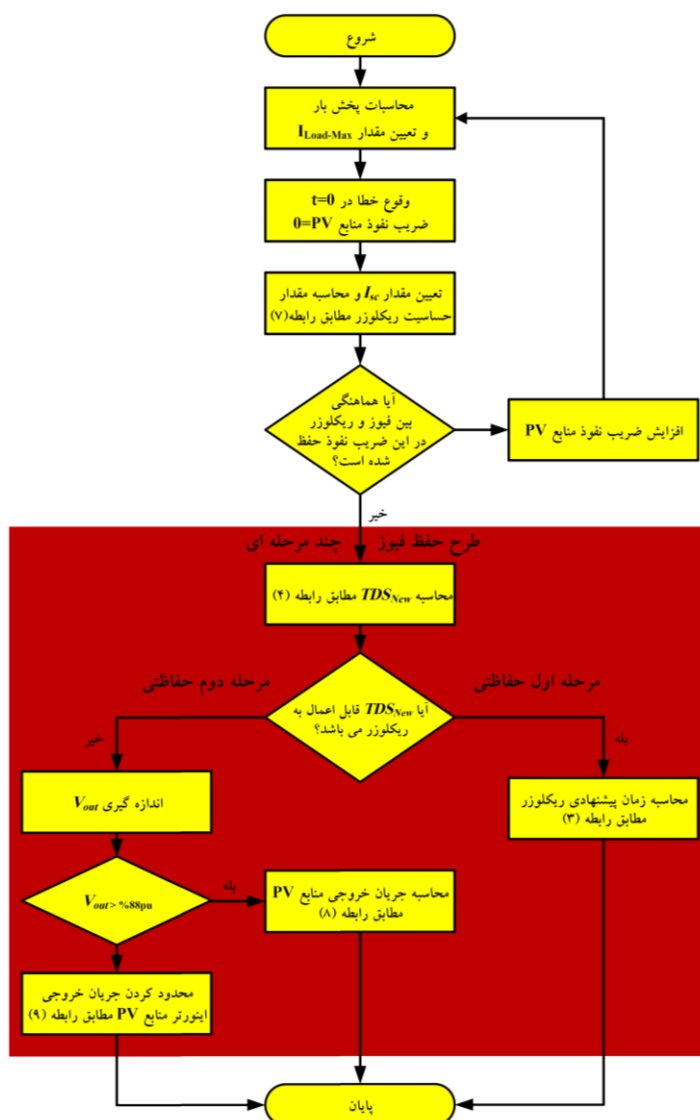 شروع
محاسبات پخش بار
و تعیین مقدار I Load-Max
وقوع خطا در t=0
ضریب نفوذ منابع PV=0
تعیین مقدار Isc و محاسبه مقدار
حساسیت ریکلوزر مطابق رابطه(۷)
آیا هماهنگی
بین فیوز و ریکلوزر
در این ضریب نفوذ حفظ
شده است؟
افزایش ضریب نفوذ منابع PV
خیر
طرح حفظ فیوز چند مرحله ای
محاسبه TDSNew مطابق رابطه (۴)
مرحله اول حفاظتی
مرحله دوم حفاظتی
آیا TDSNew قابل اعمال به
ریکلوزر می باشد؟
بله
خیر
محاسبه زمان پیشنهادی ریکلوزر
مطابق رابطه (۳)
اندازه گیری Vout
Vout> %88pu
بله
محاسبه جریان خروجی منابع PV
مطابق رابطه (۸)
محدود کردن جریان خروجی
اینورتر منابع PV مطابق رابطه (۹)
پایان